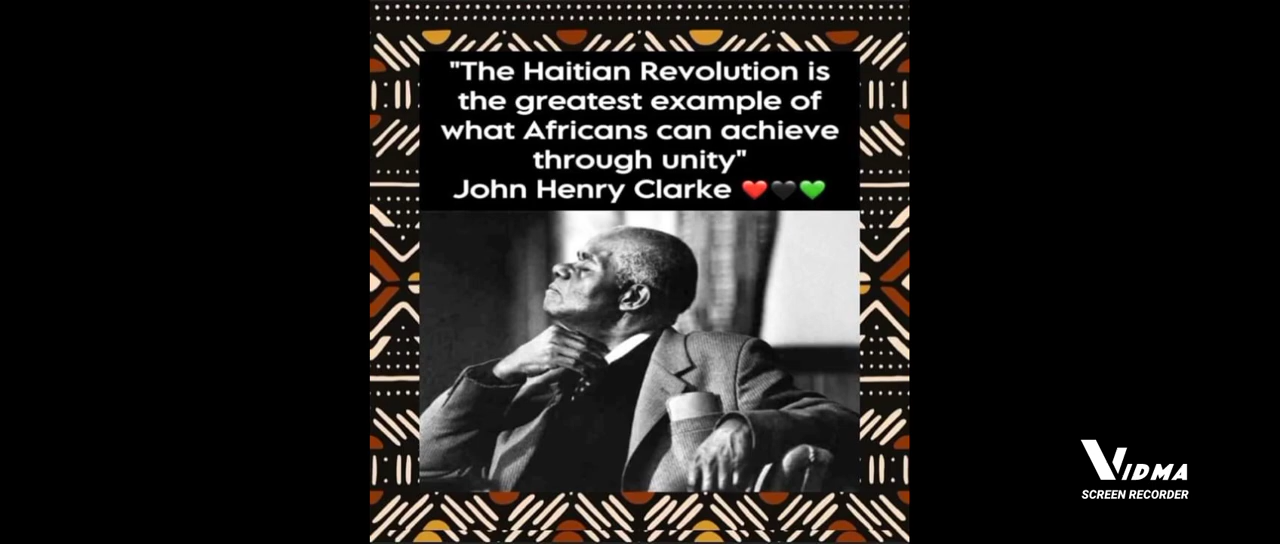 "The Haitian Revolution is
the greatest example of
what Africans can achieve
through unity"
John Henry Clarke ❤️🖤💚
VIDMA
SCREEN RECORDER